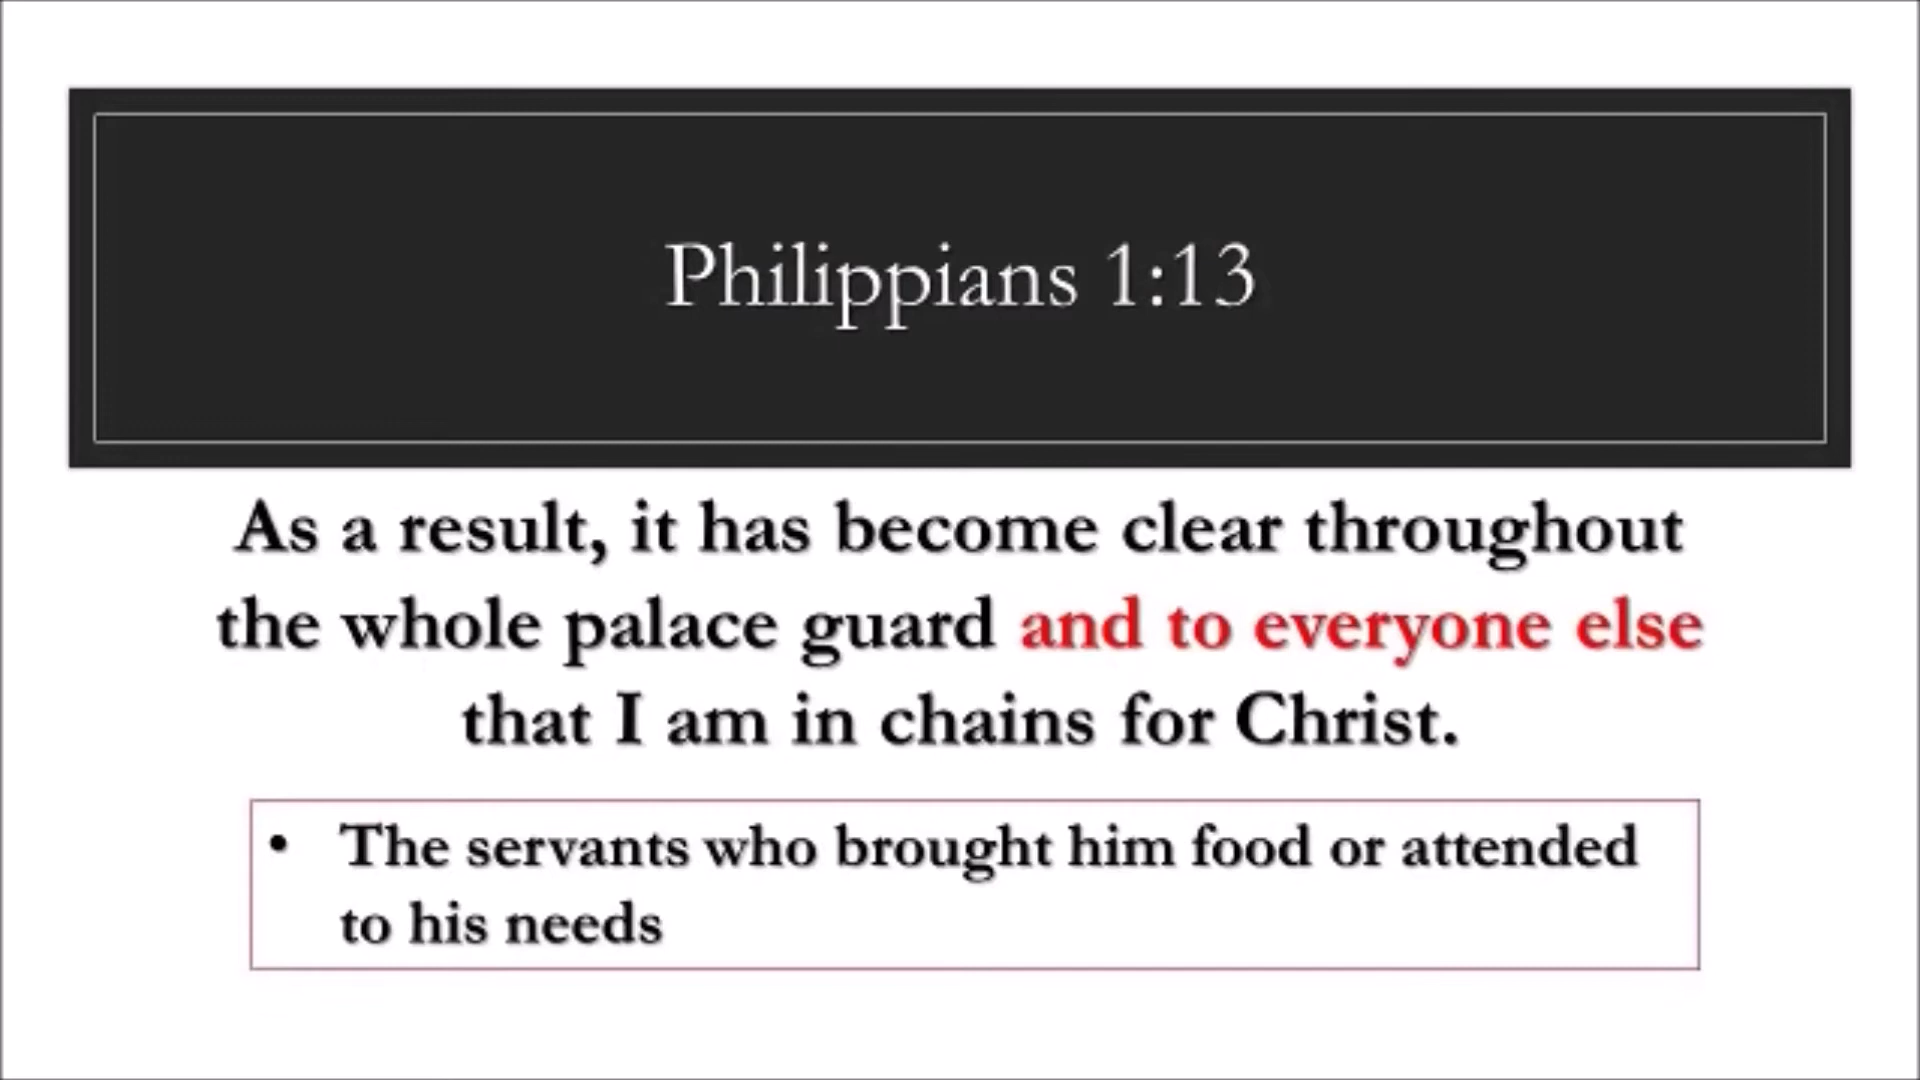 Philippians 1:13
As a result, it has become clear throughout
the whole palace guard and to everyone else
that I am in chains for Christ.
• The servants who brought him food or attended
to his needs